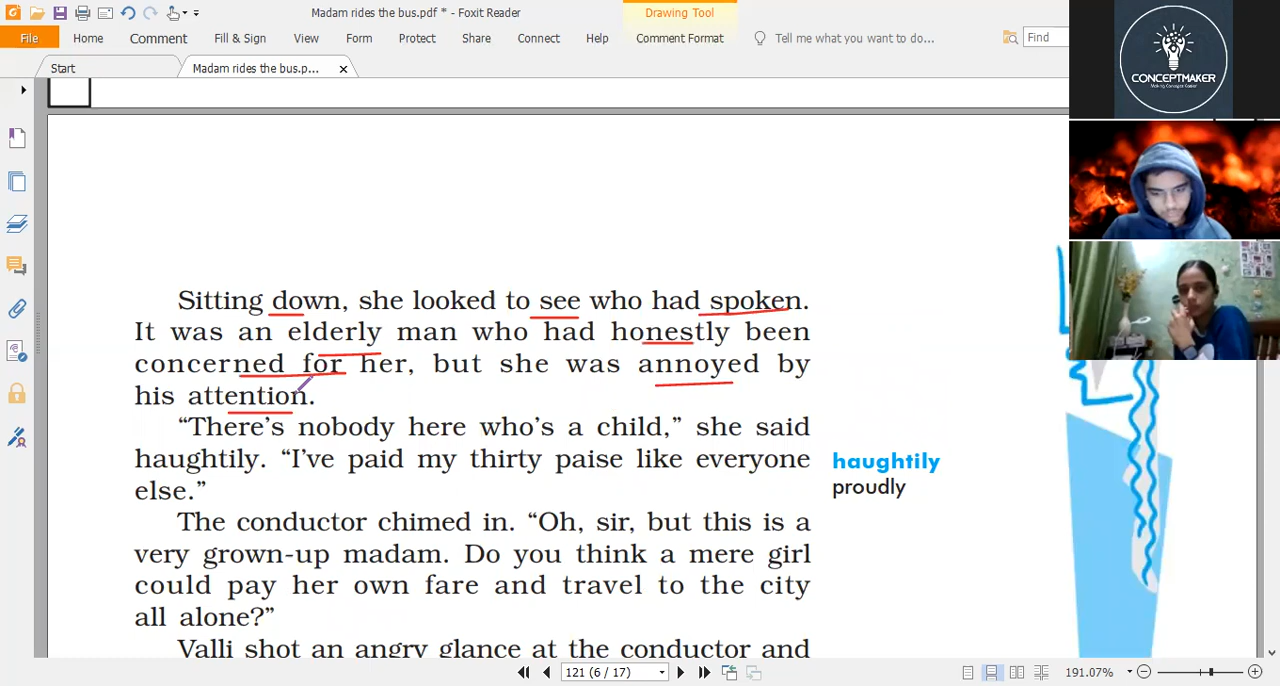 Madam rides the bus.pdf * - Foxit Reader
Drawing Tool
File
Home
Comment
Fill & Sign
View
Form
Protect
Share
Connect
Help
Comment Format
Tell me what you want to do...
Find
Start
Madam rides the bus.p...
CONCEPTMAKER
Making Concepts Easier
Sitting down, she looked to see who had spoken.
It was an elderly man who had honestly been
concerned for her, but she was annoyed by
his attention.
“There’s nobody here who’s a child,” she said
haughtily. “I’ve paid my thirty paise like everyone
else.”
haughtily
proudly
The conductor chimed in. “Oh, sir, but this is a
very grown-up madam. Do you think a mere girl
could pay her own fare and travel to the city
all alone?”
Valli shot an angry glance at the conductor and
121 (6 / 17)
191.07%